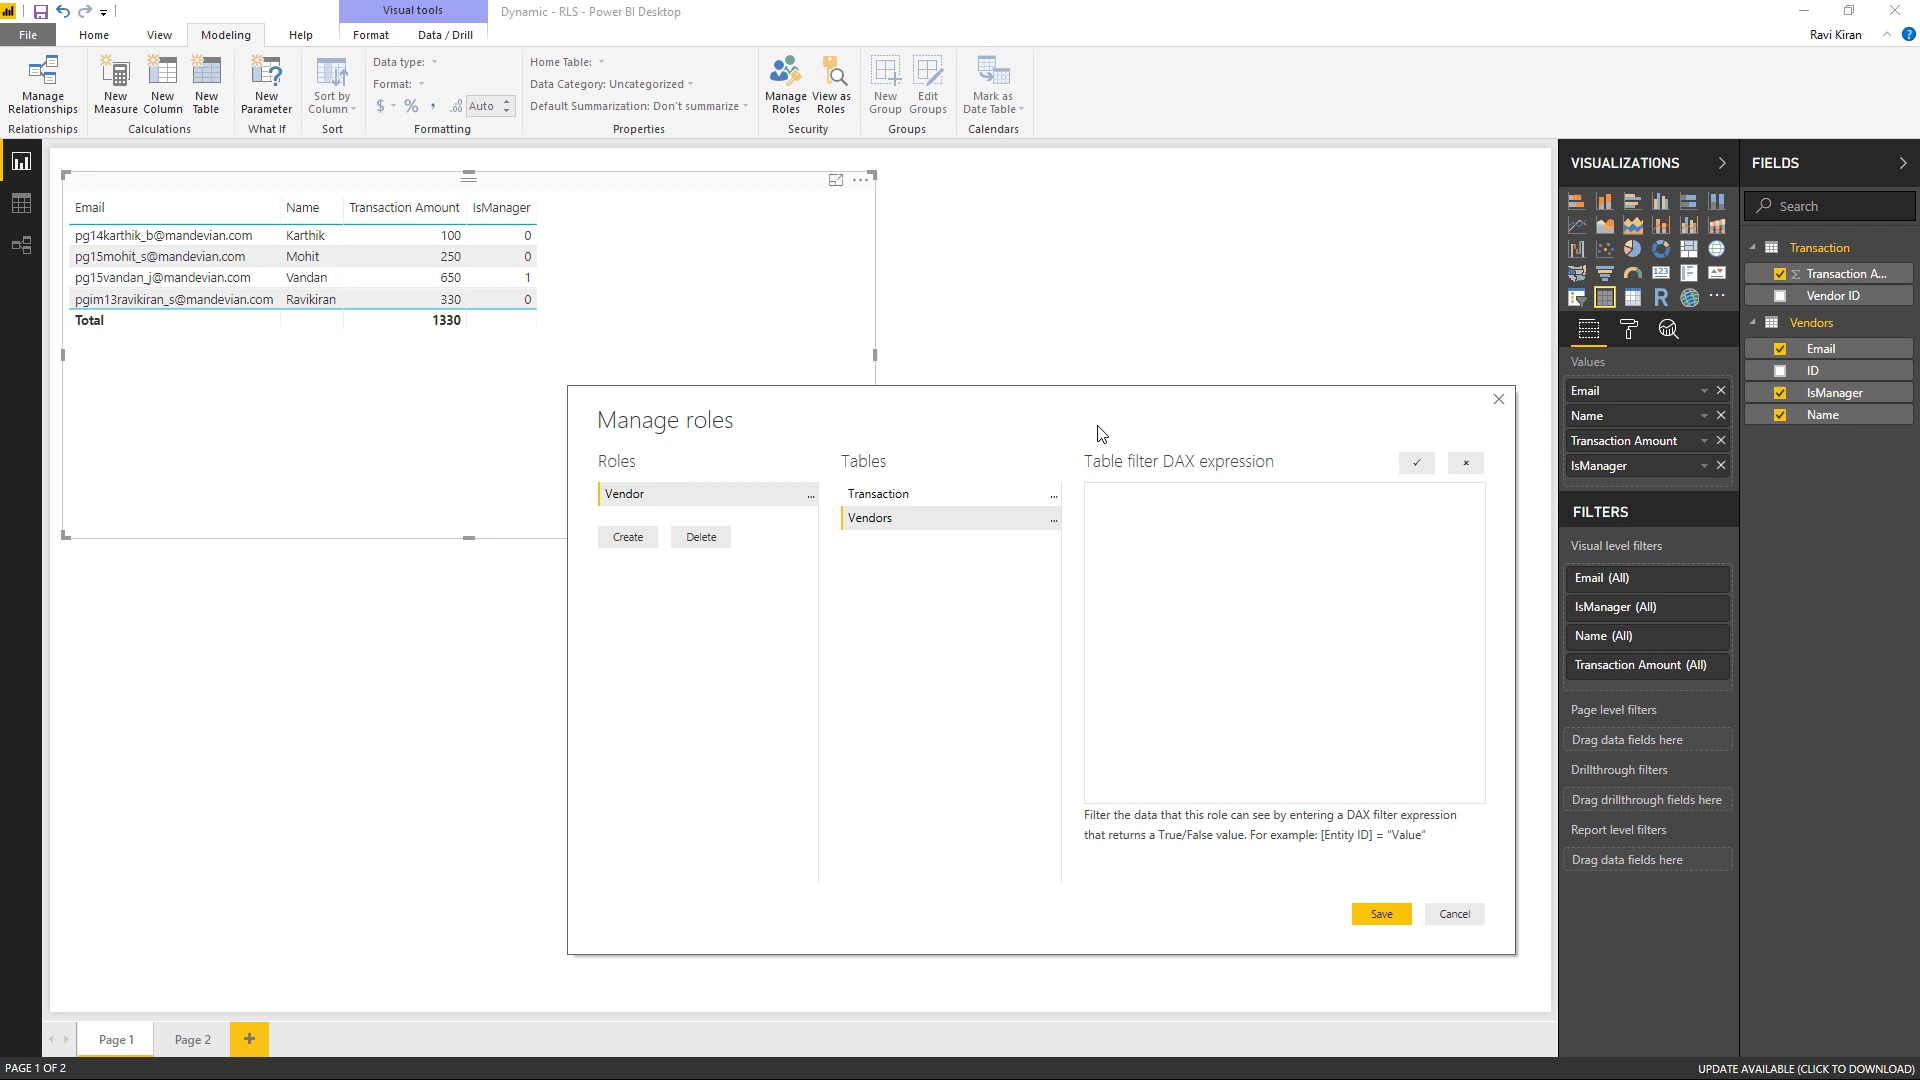 Visual tools
Dynamic - RLS - Power BI Desktop
File Home View Modeling Help Format Data / Drill
Ravi Kiran
?
Manage Relationships
New Measure
New Column
New Table
New Parameter
Sort by Column
Data type:
Format:
$ % , .00 Auto
Home Table:
Data Category: Uncategorized
Default Summarization: Don't summarize
Manage Roles
View as Roles
New Group
Edit Groups
Mark as Date Table
Relationships Calculations What If Sort Formatting Properties Security Groups Calendars
Email Name Transaction Amount IsManager
pg14karthik_b@mandevian.com Karthik 100 0
pg15mohit_s@mandevian.com Mohit 250 0
pg15vandan_j@mandevian.com Vandan 650 1
pgim13ravikiran_s@mandevian.com Ravikiran 330 0
Total 1330
Manage roles
Roles
Vendor ...
Create Delete
Tables
Transaction ...
Vendors ...
Table filter DAX expression
Filter the data that this role can see by entering a DAX filter expression
that returns a True/False value. For example: [Entity ID] = "Value"
Save Cancel
VISUALIZATIONS
123
R
Values
Email
Name
Transaction Amount
IsManager
FILTERS
Visual level filters
Email (All)
IsManager (All)
Name (All)
Transaction Amount (All)
Page level filters
Drag data fields here
Drillthrough filters
Drag drillthrough fields here
Report level filters
Drag data fields here
FIELDS
Search
Transaction
Σ Transaction A...
Vendor ID
Vendors
Email
ID
IsManager
Name
Page 1 Page 2 +
PAGE 1 OF 2
UPDATE AVAILABLE (CLICK TO DOWNLOAD)